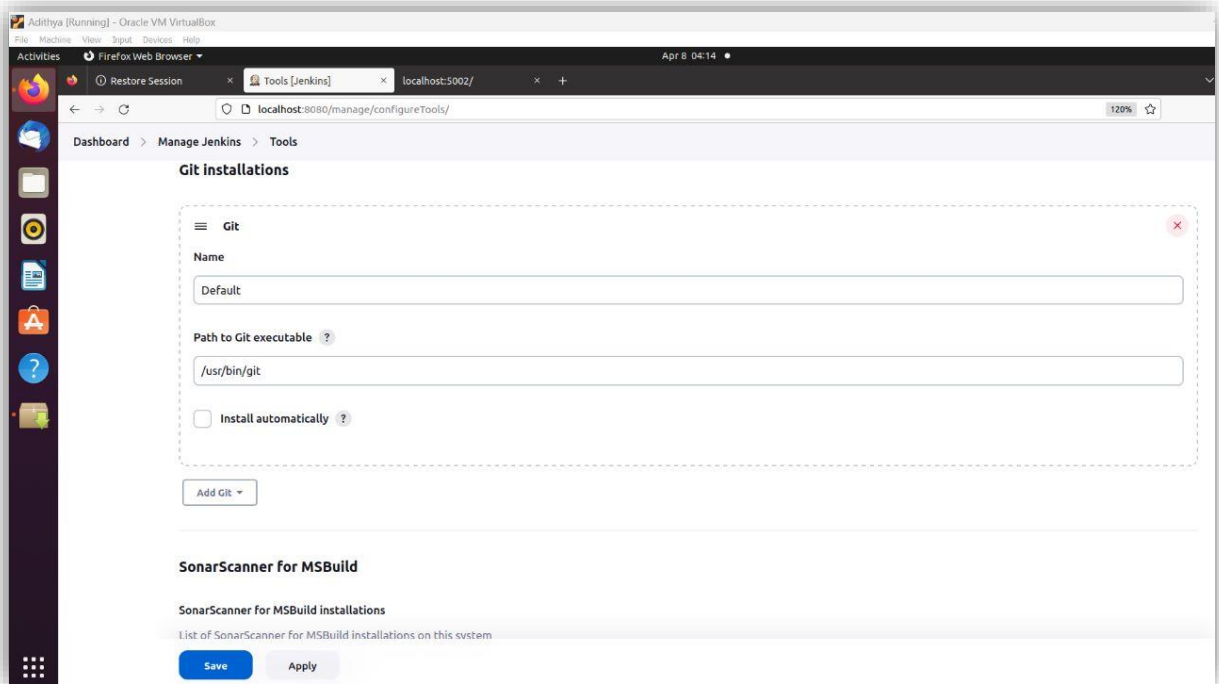 Adithya [Running] - Oracle VM VirtualBox
File Machine View Input Devices Help
Activities Firefox Web Browser Apr 8 04:14
Restore Session × Tools [Jenkins] × localhost:5002/ × +
localhost:8080/manage/configureTools/ 120%
Dashboard > Manage Jenkins > Tools
Git installations
Git
Name
Default
Path to Git executable ?
/usr/bin/git
Install automatically ?
Add Git
SonarScanner for MSBuild
SonarScanner for MSBuild installations
List of SonarScanner for MSBuild installations on this system
Save Apply